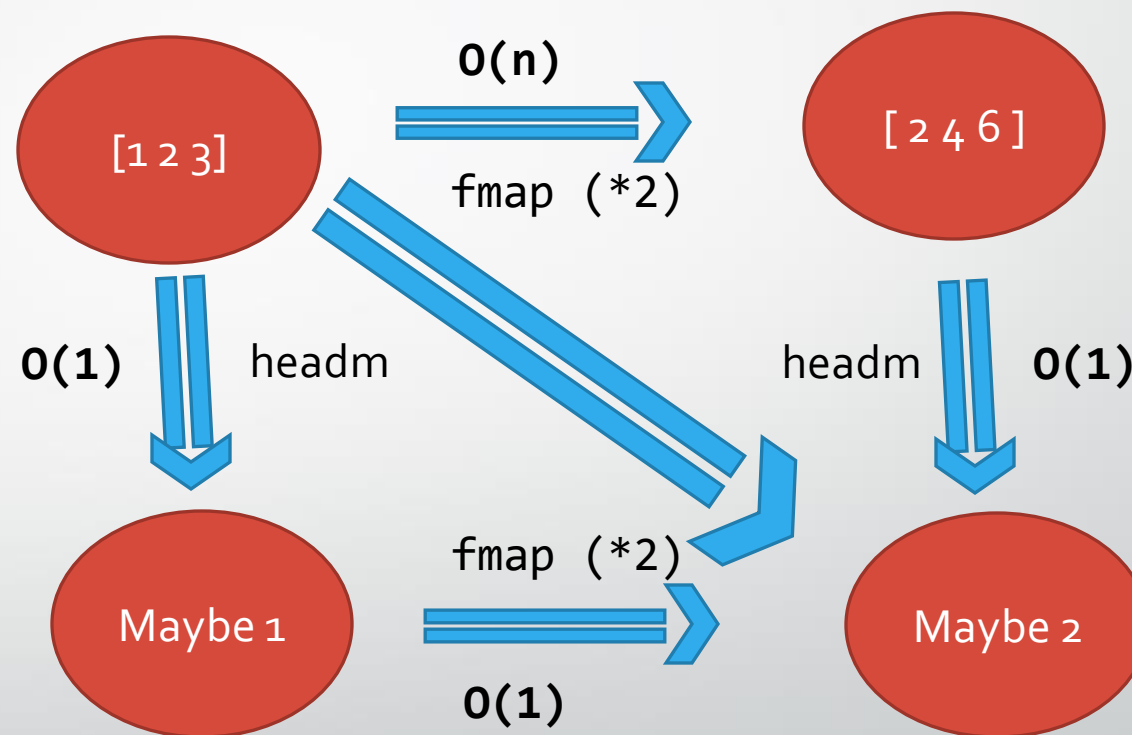 O(n)
[1 2 3]
[ 2 4 6 ]
fmap (*2)
O(1)
headm
headm
O(1)
fmap (*2)
Maybe 1
Maybe 2
O(1)